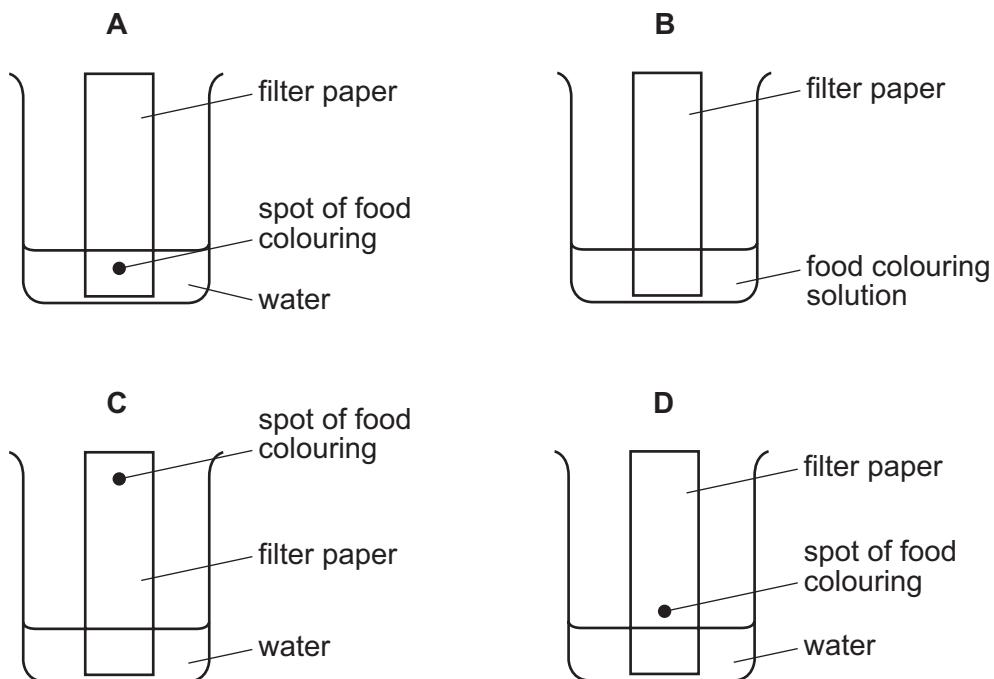 A
filter paper
spot of food
colouring
water
B
filter paper
food colouring
solution
C
spot of food
colouring
filter paper
water
D
filter paper
spot of food
colouring
water